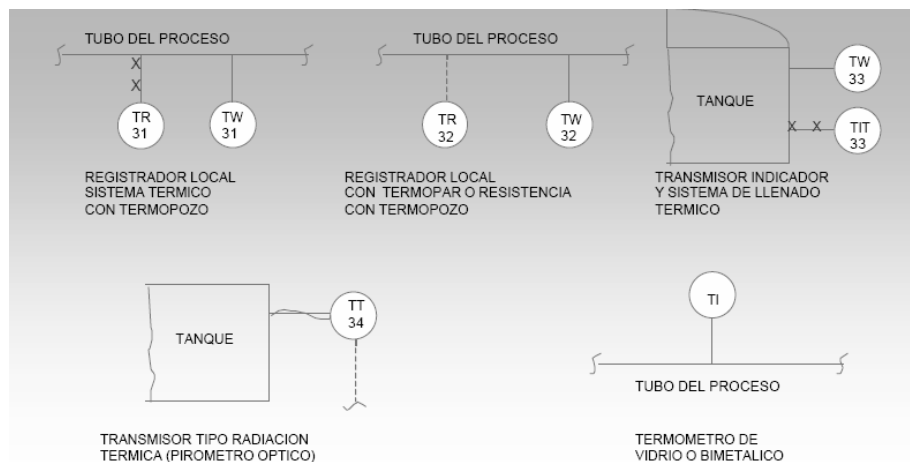 TUBO DEL PROCESO
X
X
TR
31
TW
31
REGISTRADOR LOCAL
SISTEMA TERMICO
CON TERMOPOZO
TUBO DEL PROCESO
TR
32
TW
32
REGISTRADOR LOCAL
CON TERMOPAR O RESISTENCIA
CON TERMOPOZO
TANQUE
TW
33
X X
TIT
33
TRANSMISOR INDICADOR
Y SISTEMA DE LLENADO
TERMICO
TANQUE
TT
34
TRANSMISOR TIPO RADIACION
TERMICA (PIROMETRO OPTICO)
TI
TUBO DEL PROCESO
TERMOMETRO DE
VIDRIO O BIMETALICO